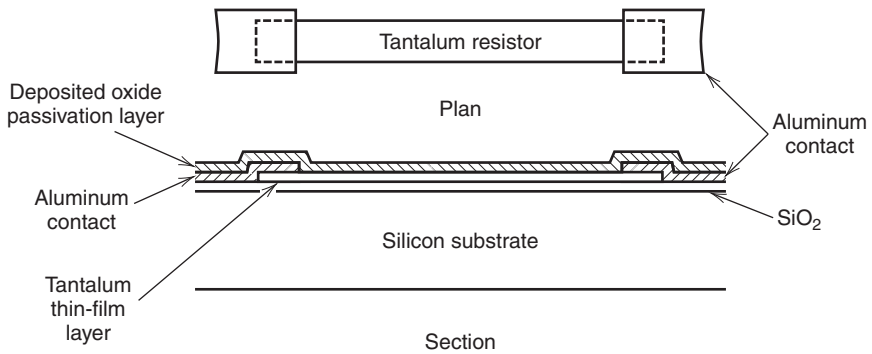 Tantalum resistor
Deposited oxide
passivation layer
Plan
Aluminum
contact
Aluminum
contact
SiO₂
Silicon substrate
Tantalum
thin-film
layer
Section